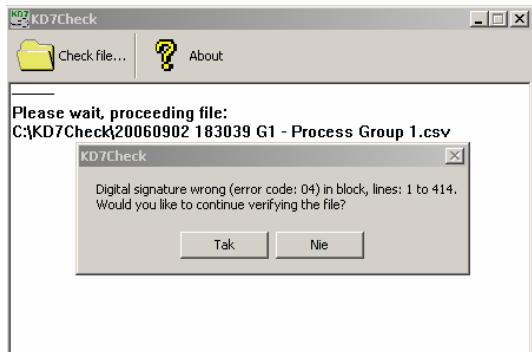 KD7Check
Check file...
About
Please wait, proceeding file:
C:\KD7Check\20060902 183039 G1 - Process Group 1.csv
KD7Check
Digital signature wrong (error code: 04) in block, lines: 1 to 414.
Would you like to continue verifying the file?
Tak
Nie